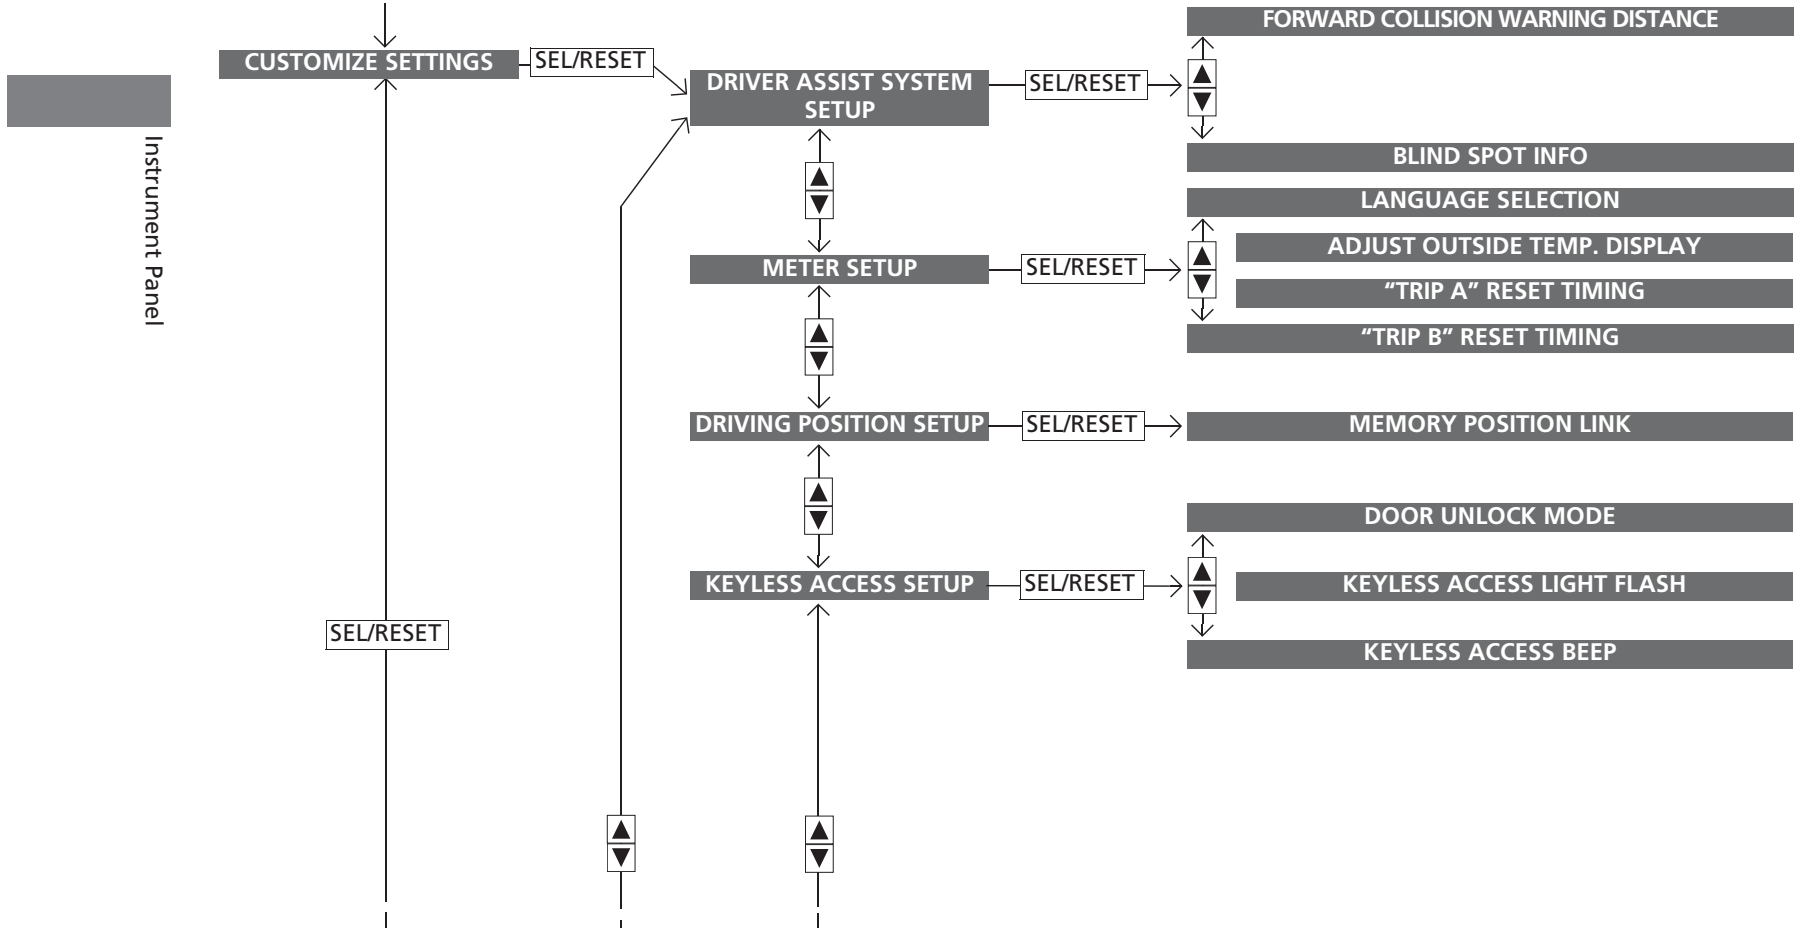 Instrument Panel
CUSTOMIZE SETTINGS
SEL/RESET
SEL/RESET
DRIVER ASSIST SYSTEM
SETUP
SEL/RESET
FORWARD COLLISION WARNING DISTANCE
▲
▼
BLIND SPOT INFO
▲
▼
METER SETUP
SEL/RESET
LANGUAGE SELECTION
▲
▼
ADJUST OUTSIDE TEMP. DISPLAY
“TRIP A” RESET TIMING
“TRIP B” RESET TIMING
▲
▼
DRIVING POSITION SETUP
SEL/RESET
MEMORY POSITION LINK
▲
▼
KEYLESS ACCESS SETUP
SEL/RESET
DOOR UNLOCK MODE
▲
▼
KEYLESS ACCESS LIGHT FLASH
KEYLESS ACCESS BEEP
▲
▼
▲
▼